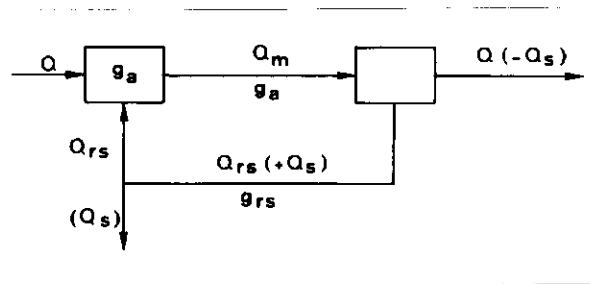 Q
g_a
Q_m
g_a
Q (-Q_s)
Q_rs
Q_rs (+Q_s)
g_rs
(Q_s)